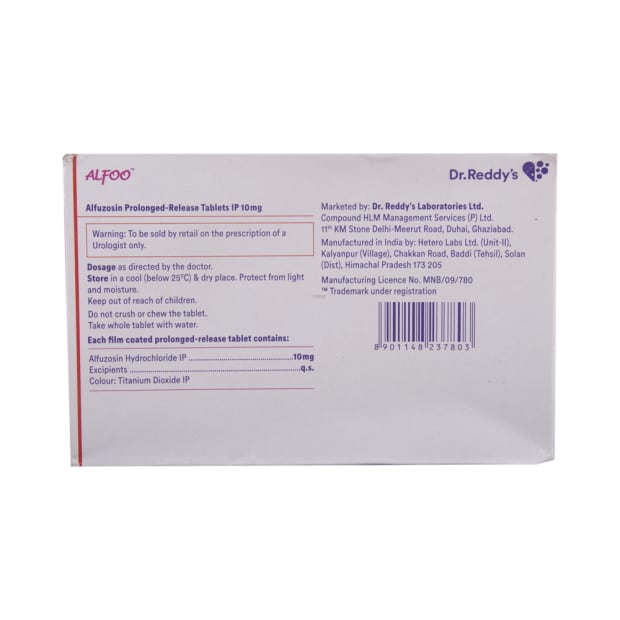 ALFOO™
Dr.Reddy's
Alfuzosin Prolonged-Release Tablets IP 10mg
Warning: To be sold by retail on the prescription of a
Urologist only.
Dosage as directed by the doctor.
Store in a cool (below 25°C) & dry place. Protect from light
and moisture.
Keep out of reach of children.
Do not crush or chew the tablet.
Take whole tablet with water.
Each film coated prolonged-release tablet contains:
Alfuzosin Hydrochloride IP ........................................10mg
Excipients ................................................................q.s.
Colour: Titanium Dioxide IP
Marketed by: Dr. Reddy's Laboratories Ltd.
Compound HLM Management Services (P) Ltd.
11th KM Stone Delhi-Meerut Road, Duhai, Ghaziabad.
Manufactured in India by: Hetero Labs Ltd. (Unit-II),
Kalyanpur (Village), Chakkan Road, Baddi (Tehsil), Solan
(Dist), Himachal Pradesh 173 205
Manufacturing Licence No. MNB/09/780
™ Trademark under registration
8 901148 237803